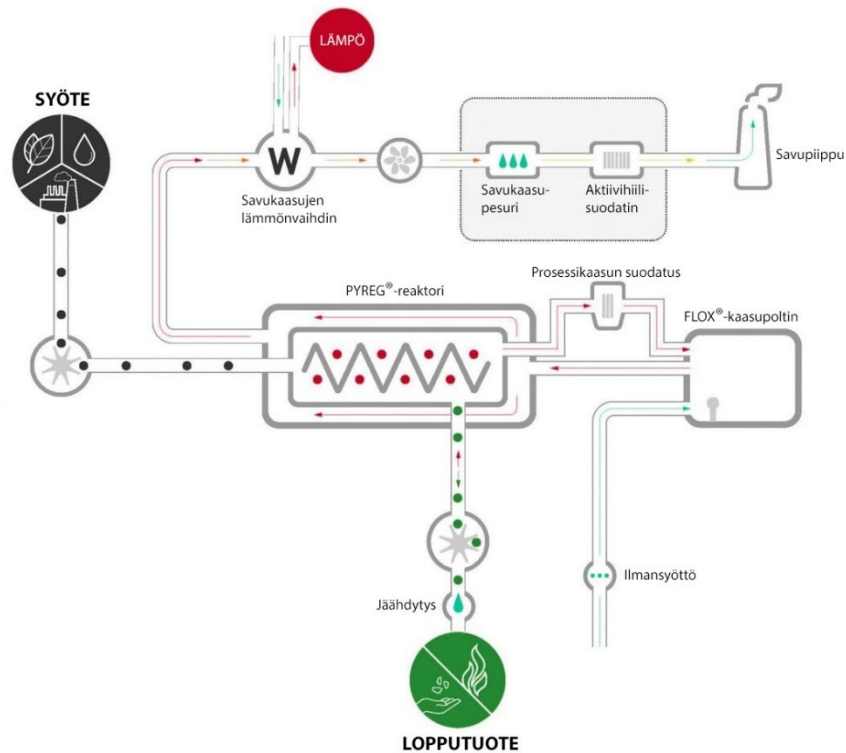 LÄMPÖ
SYÖTE
W
Savukaasujen
lämmönvaihdin
Savukaasu-
pesuri
Aktiivihiili-
suodatin
Savupiippu
Prosessikaasun suodatus
PYREG®-reaktori
FLOX®-kaasupoltin
Ilmansyöttö
Jäähdytys
LOPPUTUOTE